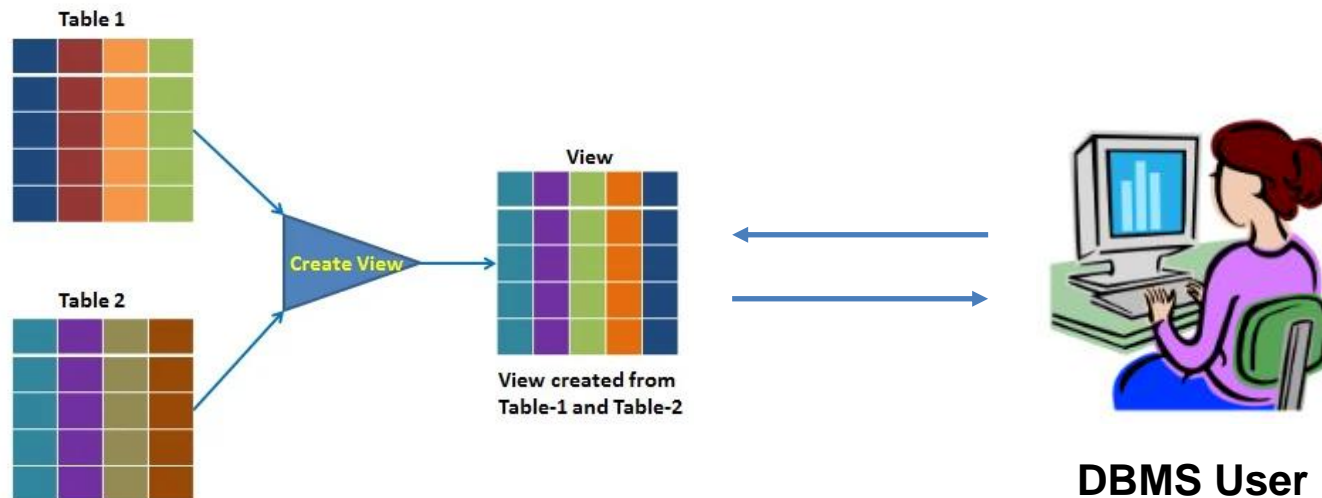 Table 1
Create View
Table 2
View
View created from
Table-1 and Table-2
DBMS User